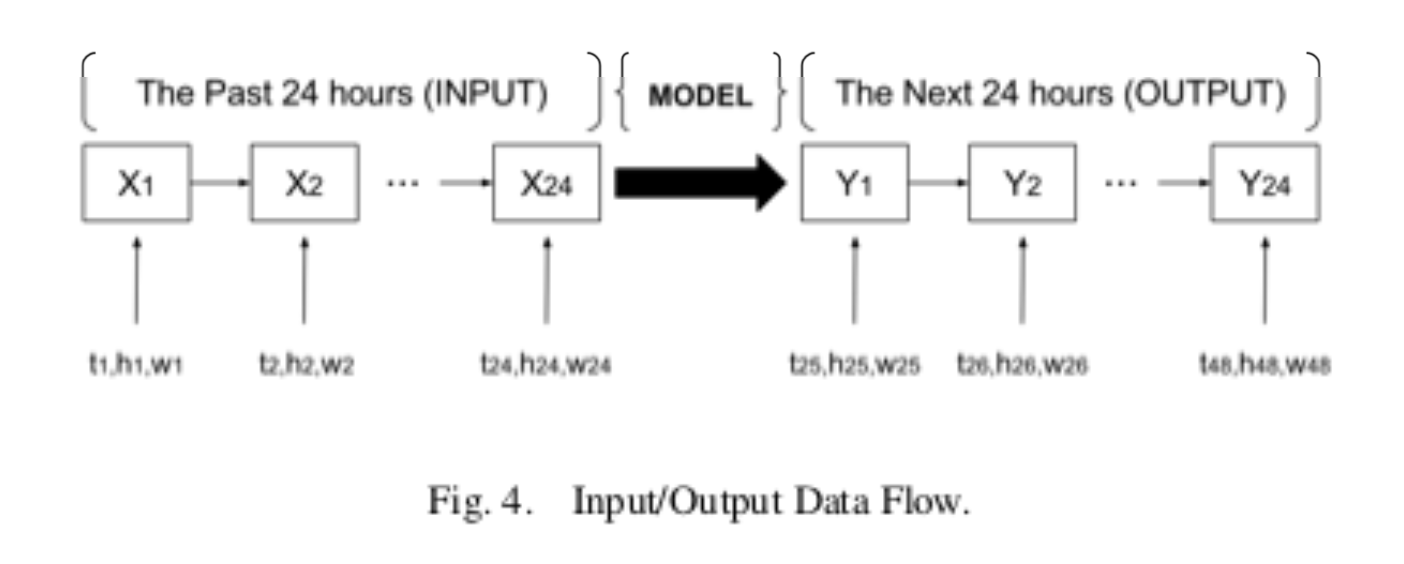 The Past 24 hours (INPUT) MODEL The Next 24 hours (OUTPUT)
X1 X2 ... X24 Y1 Y2 ... Y24
t1,h1,w1 t2,h2,w2 t24,h24,w24 t25,h25,w25 t26,h26,w26 t48,h48,w48
Fig. 4. Input/Output Data Flow.